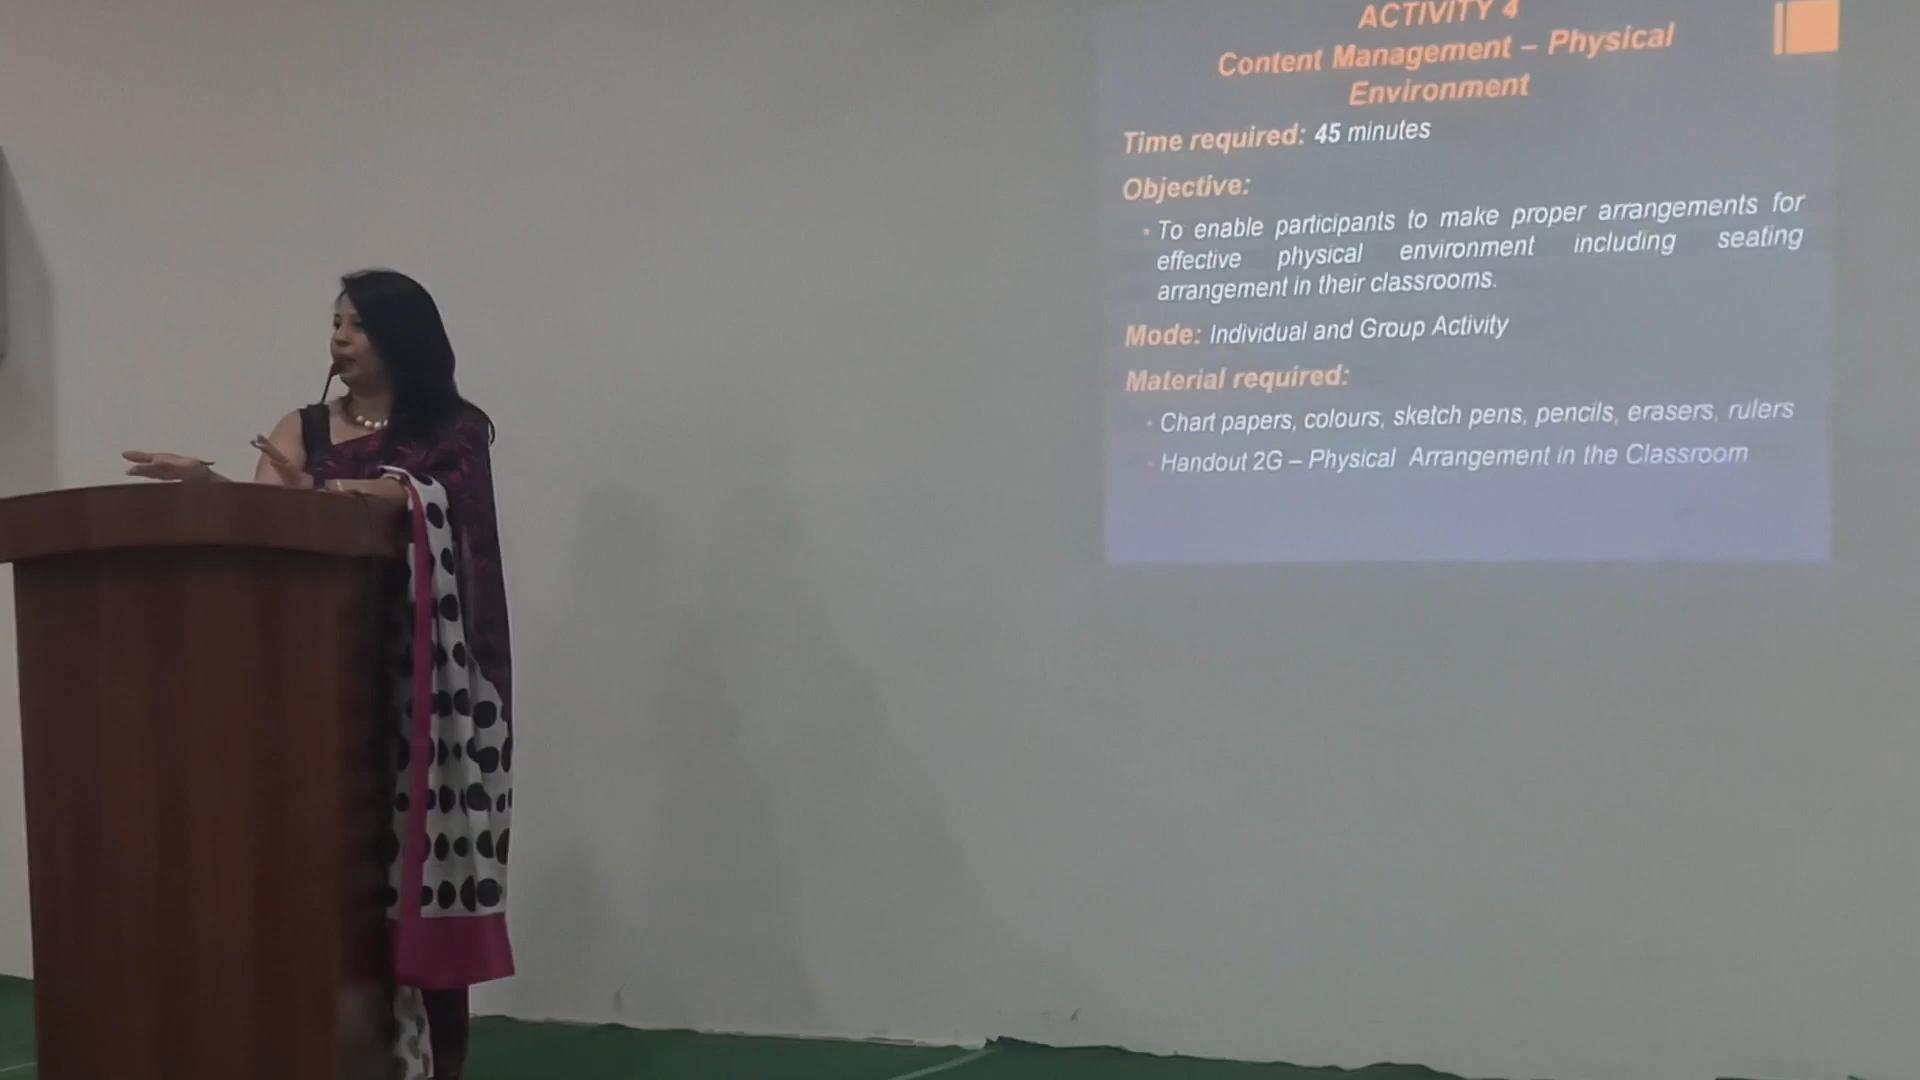 ACTIVITY 4
Content Management – Physical
Environment
Time required: 45 minutes
Objective:
• To enable participants to make proper arrangements for
effective physical environment including seating
arrangement in their classrooms.
Mode: Individual and Group Activity
Material required:
• Chart papers, colours, sketch pens, pencils, erasers, rulers
• Handout 2G – Physical Arrangement in the Classroom